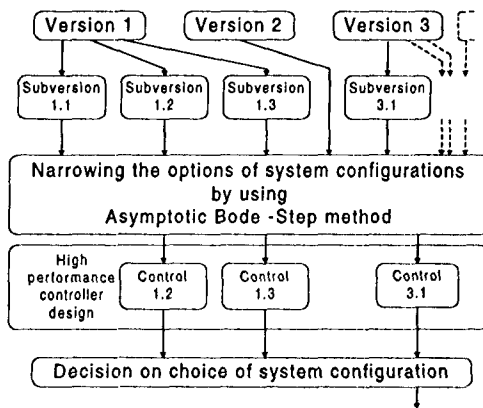 Version 1
Version 2
Version 3
Subversion
1.1
Subversion
1.2
Subversion
1.3
Subversion
3.1
Narrowing the options of system configurations
by using
Asymptotic Bode -Step method
High
performance
controller
design
Control
1.2
Control
1.3
Control
3.1
Decision on choice of system configuration